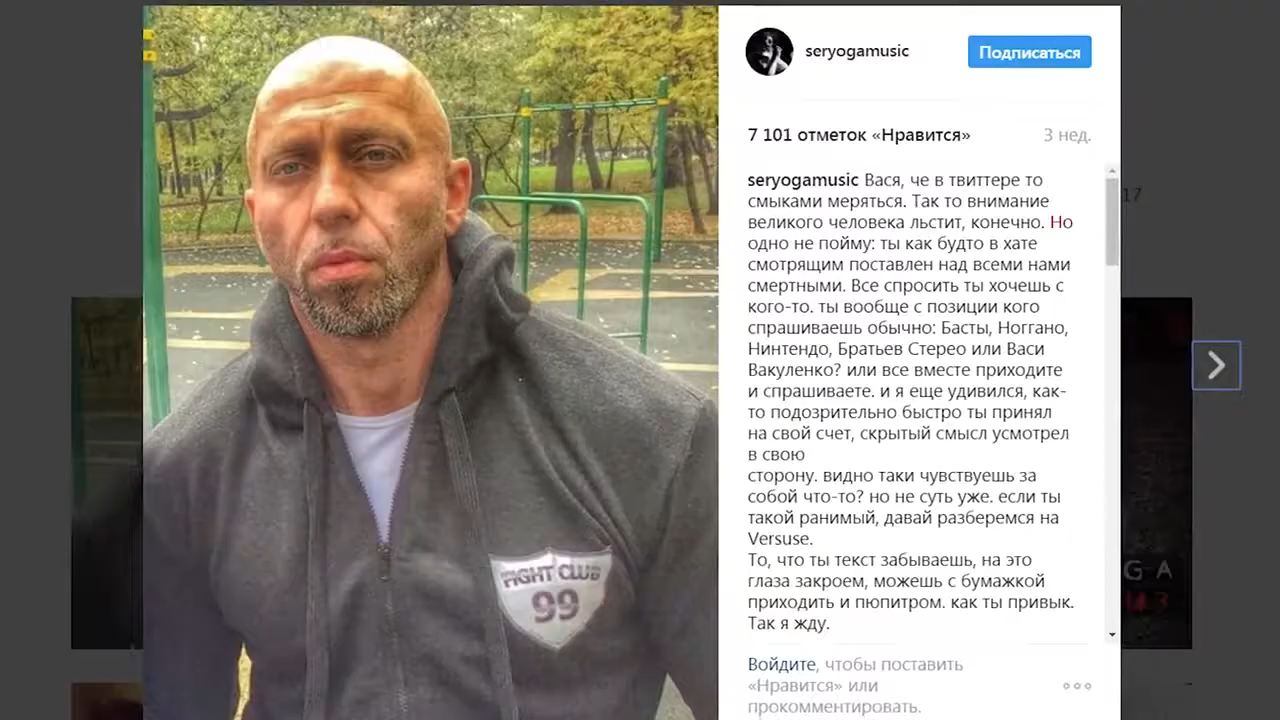 seryogamusic
Подписаться
7 101 отметок «Нравится»
3 нед.
seryogamusic Вася, че в твиттере то
смыками меряться. Так то внимание
великого человека льстит, конечно. Но
одно не пойму: ты как будто в хате
смотрящим поставлен над всеми нами
смертными. Все спросить ты хочешь с
кого-то. ты вообще с позиции кого
спрашиваешь обычно: Басты, Ноггано,
Нинтендо, Братьев Стерео или Васи
Вакуленко? или все вместе приходите
и спрашиваете. и я еще удивился, как-
то подозрительно быстро ты принял
на свой счет, скрытый смысл усмотрел
в свою
сторону. видно таки чувствуешь за
собой что-то? но не суть уже. если ты
такой ранимый, давай разберемся на
Versuse.
То, что ты текст забываешь, на это
глаза закроем, можешь с бумажкой
приходить и пюпитром. как ты привык.
Так я жду.
Войдите, чтобы поставить
«Нравится» или
прокомментировать.
FIGHT CLUB
99
17
G A